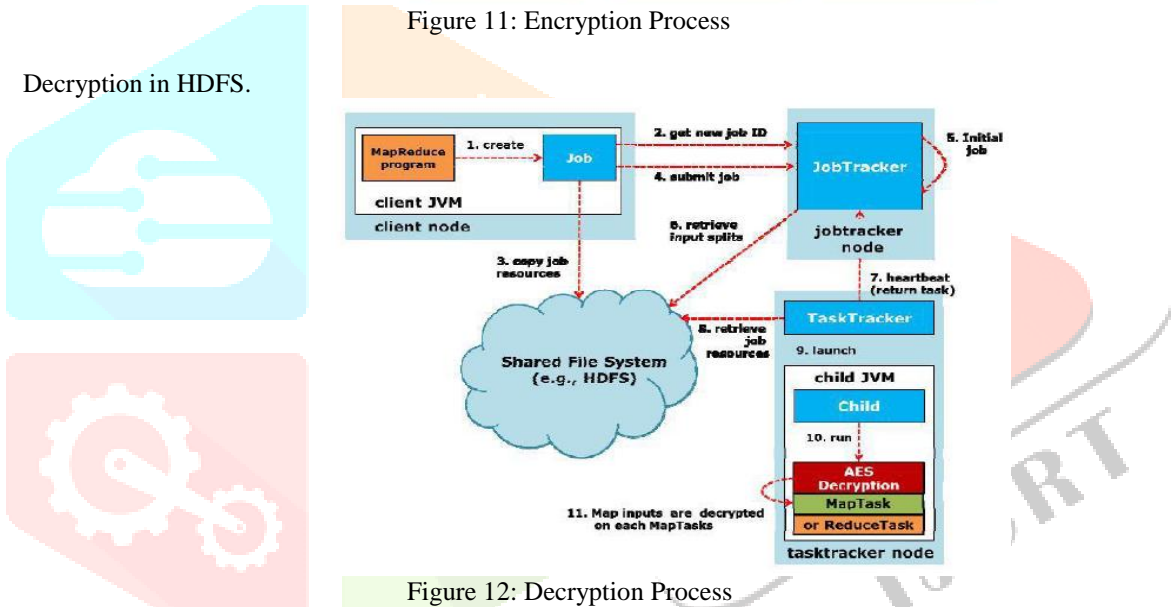 Figure 11: Encryption Process
Decryption in HDFS.
MapReduce
program
1. create
Job
client JVM
client node
2. get new job ID
4. submit job
JobTracker
5. Initial
job
jobtracker
node
3. copy job
resources
6. retrieve
input splits
7. heartbeat
(return task)
TaskTracker
8. retrieve
job
resources
Shared File System
(e.g., HDFS)
9. launch
child JVM
Child
10. run
AES
Decryption
MapTask
or ReduceTask
11. Map inputs are decrypted
on each MapTasks
tasktracker node
Figure 12: Decryption Process